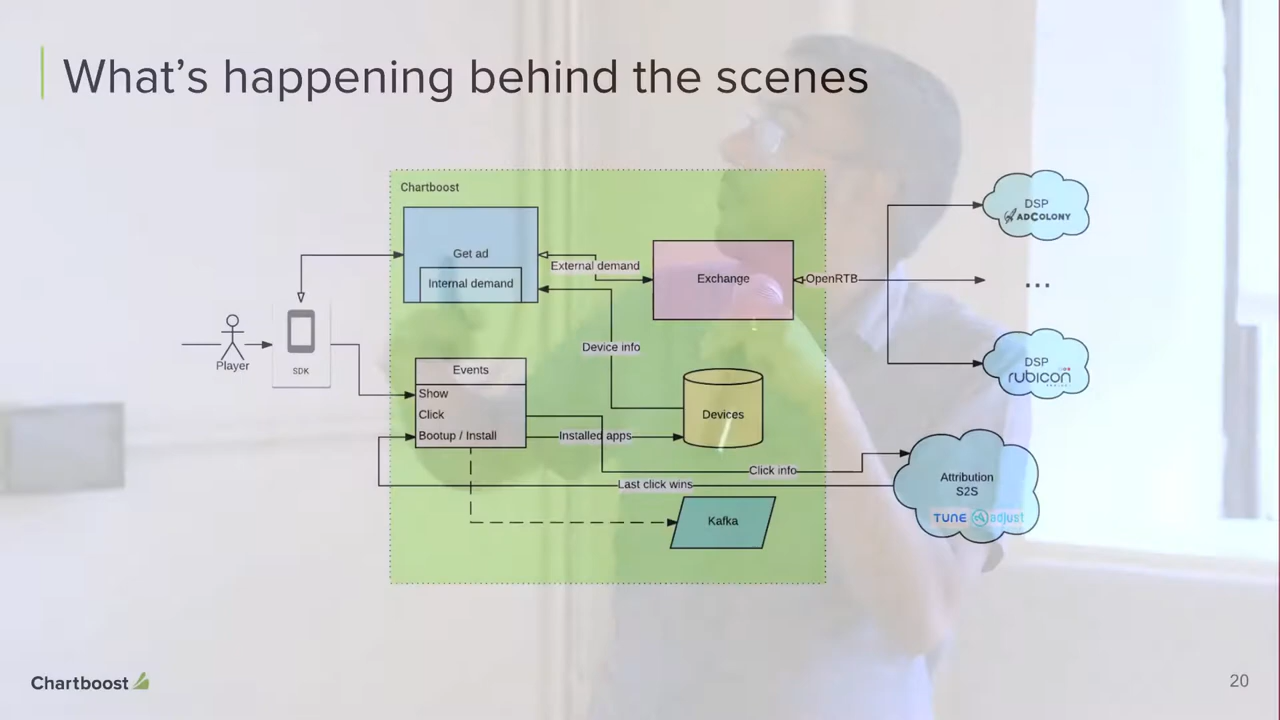 What's happening behind the scenes
Chartboost
Get ad
Internal demand
External demand
Exchange
OpenRTB
DSP
ADCOLONY
...
DSP
rubicon
Player
SDK
Device info
Events
Show
Click
Bootup / Install
Installed apps
Devices
Click info
Last click wins
Attribution
S2S
TUNE adjust
Kafka
Chartboost
20